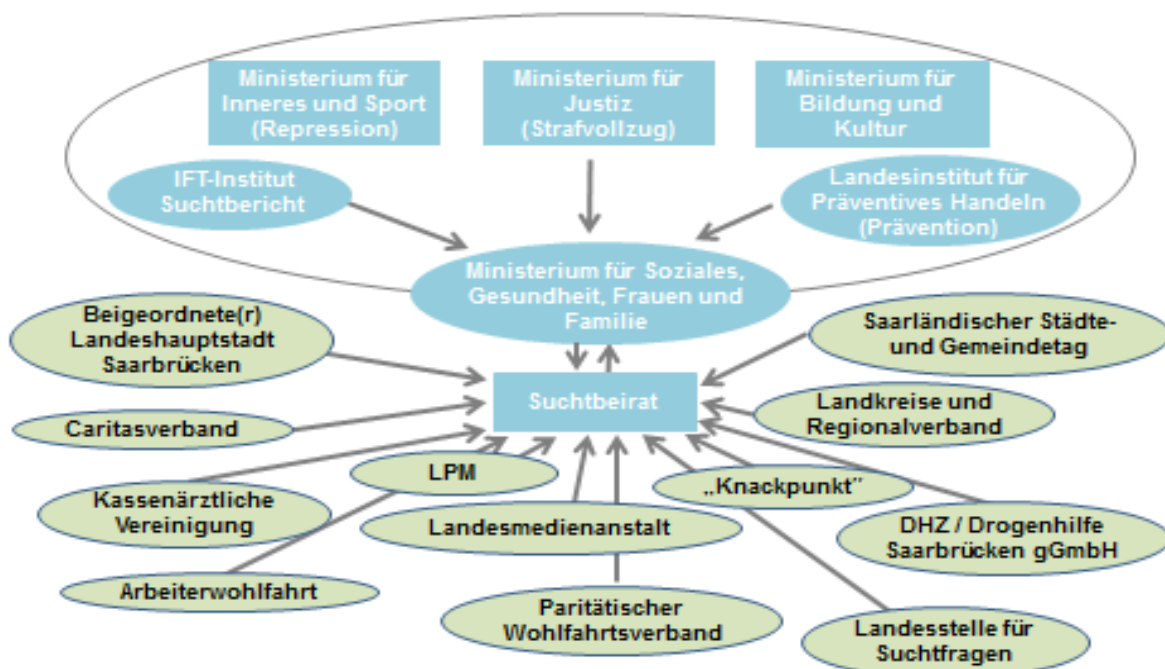 Ministerium für
Inneres und Sport
(Repression)
Ministerium für
Justiz
(Strafvollzug)
Ministerium für
Bildung und
Kultur
IFT-Institut
Suchtbericht
Landesinstitut für
Präventives Handeln
(Prävention)
Ministerium für Soziales,
Gesundheit, Frauen und
Familie
Beigeordnete(r)
Landeshauptstadt
Saarbrücken
Saarländischer Städte-
und Gemeindetag
Suchtbeirat
Caritasverband
Landkreise und
Regionalverband
LPM
„Knackpunkt"
Kassenärztliche
Vereinigung
Landesmedienanstalt
DHZ / Drogenhilfe
Saarbrücken gGmbH
Arbeiterwohlfahrt
Paritätischer
Wohlfahrtsverband
Landesstelle für
Suchtfragen